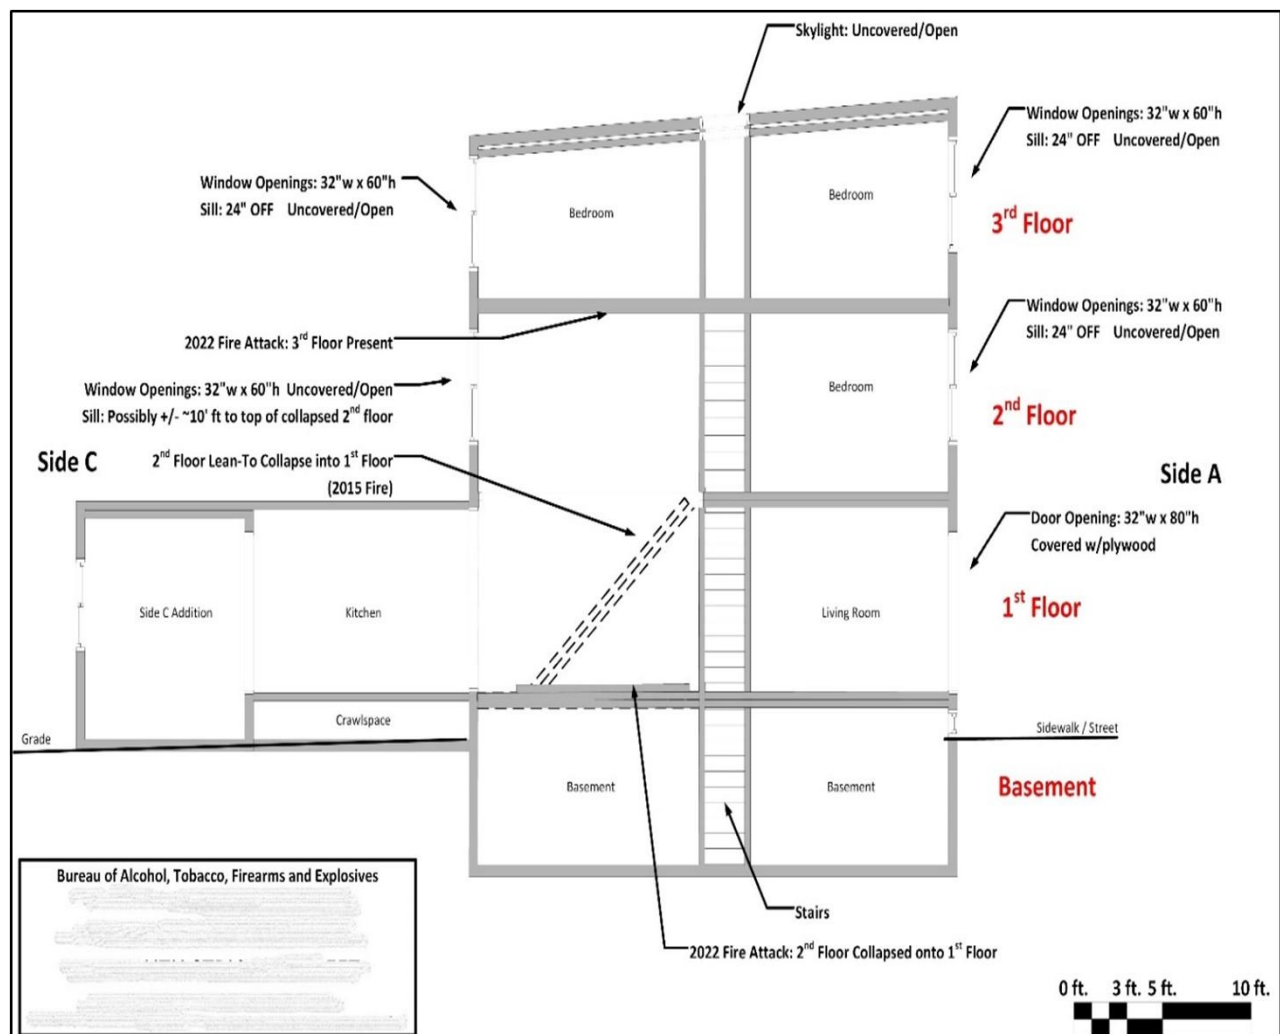 Skylight: Uncovered/Open
Window Openings: 32"w x 60"h
Sill: 24" OFF Uncovered/Open
Window Openings: 32"w x 60"h
Sill: 24" OFF Uncovered/Open
Bedroom
Bedroom
3rd Floor
2022 Fire Attack: 3rd Floor Present
Window Openings: 32"w x 60"h
Sill: 24" OFF Uncovered/Open
Window Openings: 32"w x 60"h Uncovered/Open
Sill: Possibly +/- ~10' ft to top of collapsed 2nd floor
Bedroom
2nd Floor
Side C
2nd Floor Lean-To Collapse into 1st Floor
(2015 Fire)
Side A
Door Opening: 32"w x 80"h
Covered w/plywood
Side C Addition
Kitchen
Living Room
1st Floor
Crawlspace
Grade
Sidewalk / Street
Basement
Basement
Basement
Bureau of Alcohol, Tobacco, Firearms and Explosives
Stairs
2022 Fire Attack: 2nd Floor Collapsed onto 1st Floor
0 ft. 3 ft. 5 ft. 10 ft.